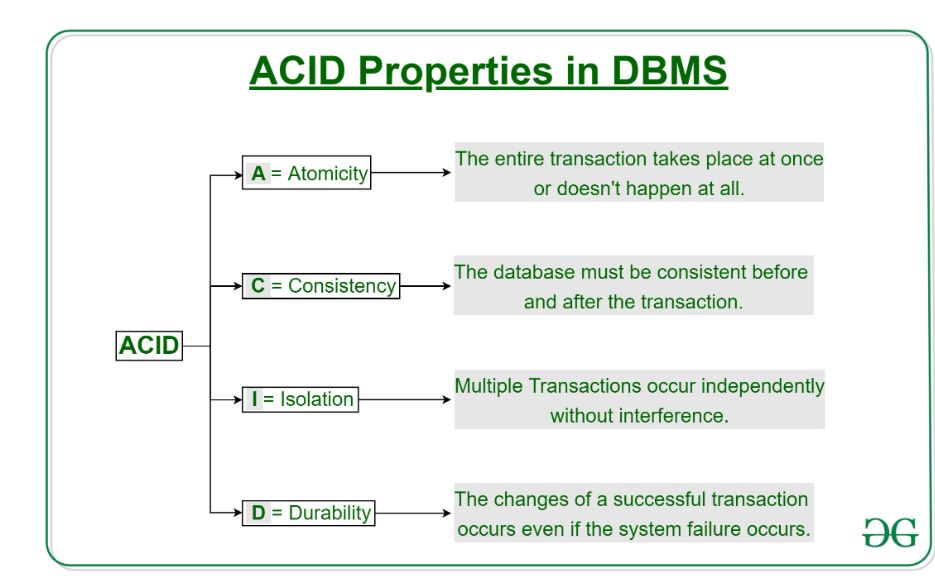 ACID Properties in DBMS
A = Atomicity
The entire transaction takes place at once
or doesn't happen at all.
C = Consistency
The database must be consistent before
and after the transaction.
ACID
I = Isolation
Multiple Transactions occur independently
without interference.
D = Durability
The changes of a successful transaction
occurs even if the system failure occurs.